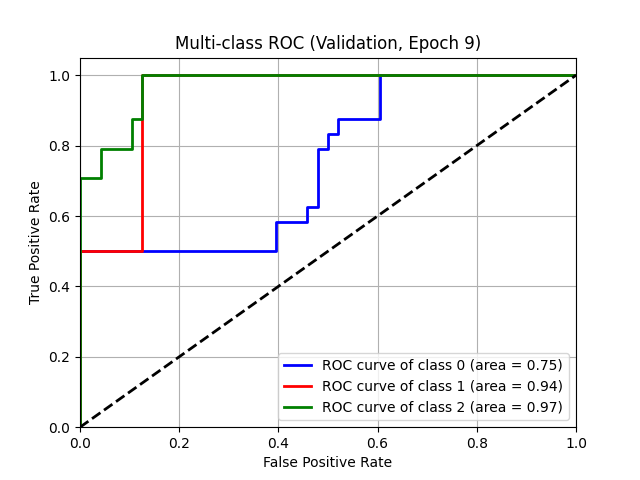 Multi-class ROC (Validation, Epoch 9)
True Positive Rate
1.0
0.8
0.6
0.4
0.2
0.0
ROC curve of class 0 (area = 0.75)
ROC curve of class 1 (area = 0.94)
ROC curve of class 2 (area = 0.97)
0.0 0.2 0.4 0.6 0.8 1.0
False Positive Rate